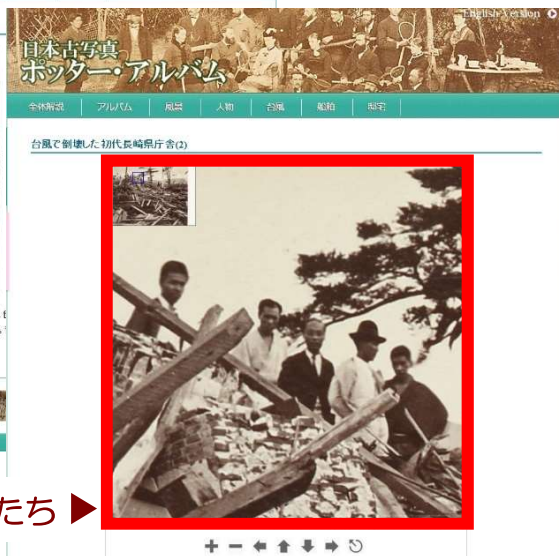 English Version
日本古写真
ポッター・アルバム
全体解説 アルバム 風景 人物 台風 船舶 邸宅
台風で倒壊した初代長崎県庁舎(2)
たち ▶